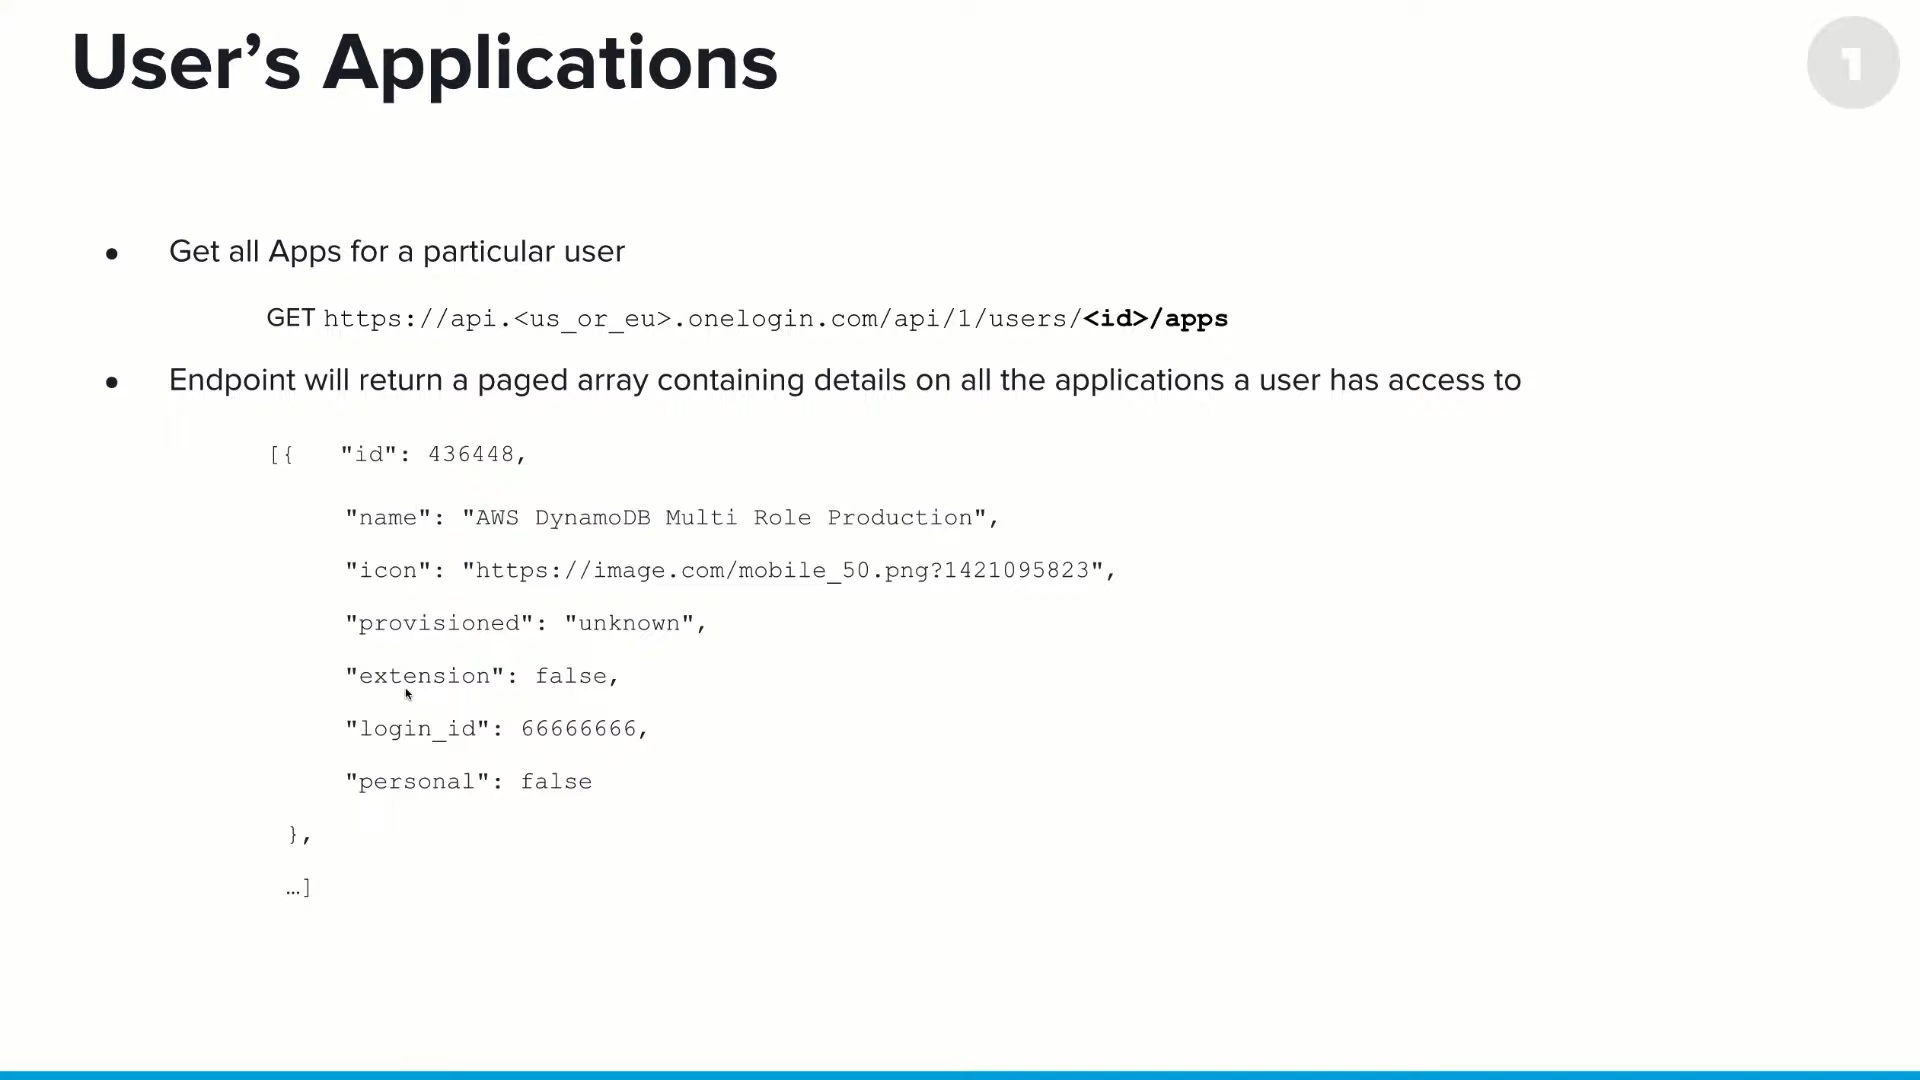 User’s Applications
1
● Get all Apps for a particular user
GET https://api.<us_or_eu>.onelogin.com/api/1/users/<id>/apps
● Endpoint will return a paged array containing details on all the applications a user has access to
[{ "id": 436448,
"name": "AWS DynamoDB Multi Role Production",
"icon": "https://image.com/mobile_50.png?1421095823",
"provisioned": "unknown",
"extension": false,
"login_id": 66666666,
"personal": false
},
…]